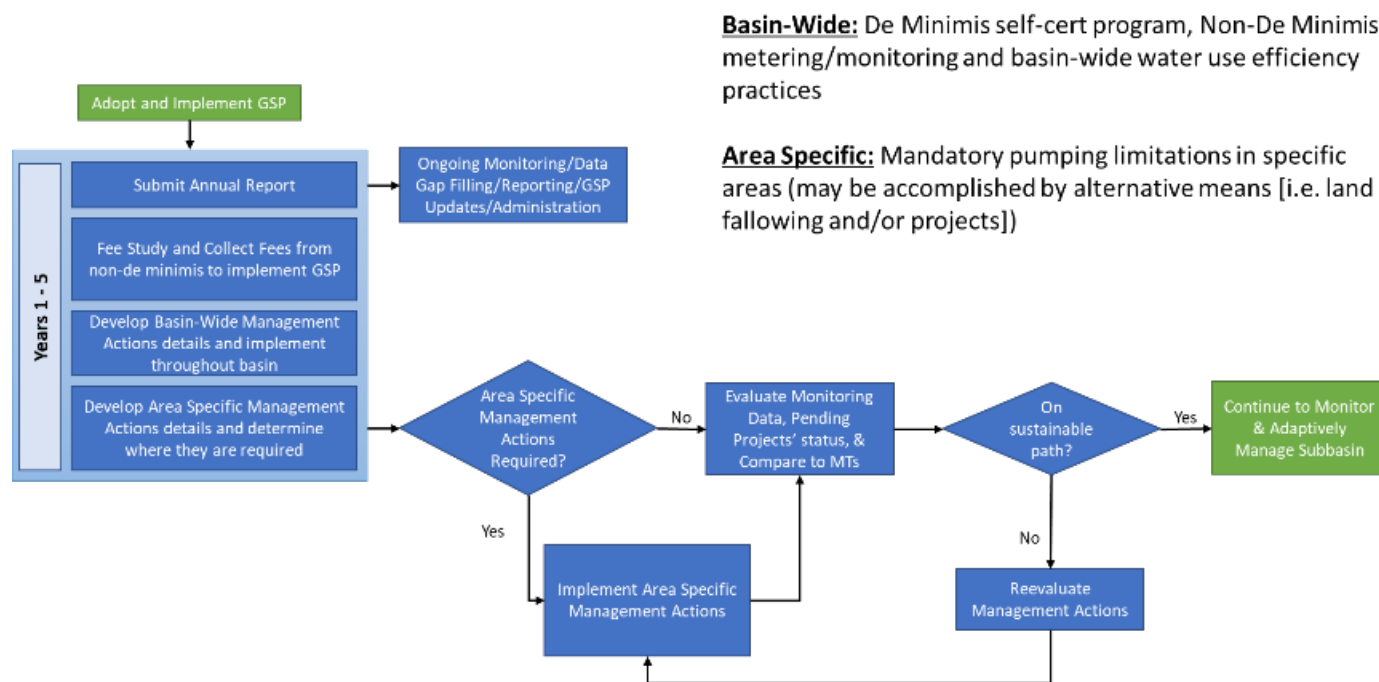 Basin-Wide: De Minimis self-cert program, Non-De Minimis
metering/monitoring and basin-wide water use efficiency
practices
Area Specific: Mandatory pumping limitations in specific
areas (may be accomplished by alternative means [i.e. land
fallowing and/or projects])
Adopt and Implement GSP
Years 1 - 5
Submit Annual Report
Ongoing Monitoring/Data
Gap Filling/Reporting/GSP
Updates/Administration
Fee Study and Collect Fees from
non-de minimis to implement GSP
Develop Basin-Wide Management
Actions details and implement
throughout basin
Develop Area Specific Management
Actions details and determine
where they are required
Area Specific
Management
Actions
Required?
No
Yes
Implement Area Specific
Management Actions
Evaluate Monitoring
Data, Pending
Projects' status, &
Compare to MTs
On
sustainable
path?
Yes
Continue to Monitor
& Adaptively
Manage Subbasin
No
Reevaluate
Management Actions